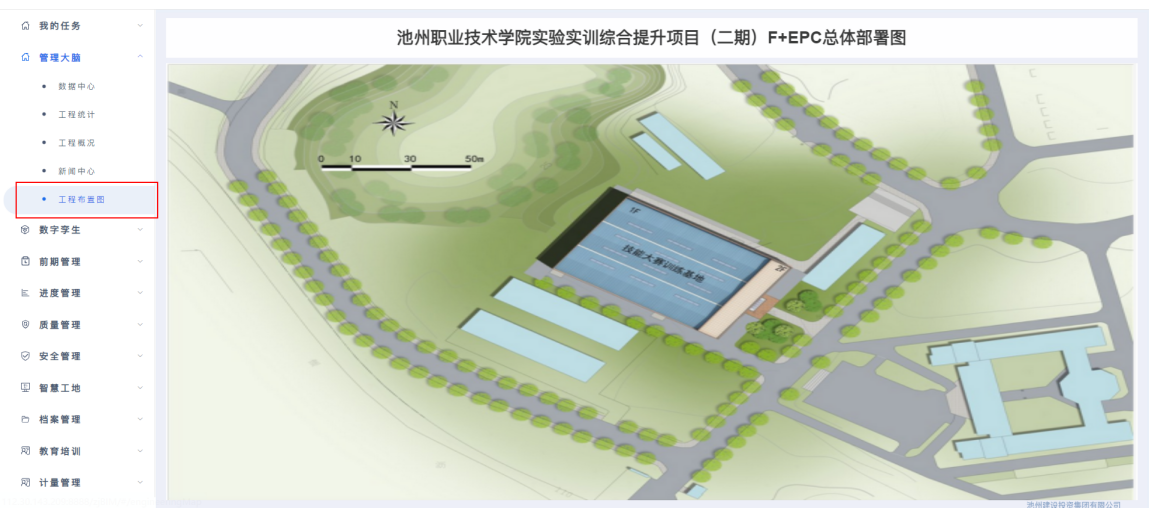 我的任务
管理大脑
数据中心
工程统计
工程概况
新闻中心
工程布置图
数字孪生
前期管理
进度管理
质量管理
安全管理
智慧工地
档案管理
教育培训
计量管理
池州职业技术学院实验实训综合提升项目（二期）F+EPC总体部署图
N
0 10 30 50m
1F
技能大赛训练基地
2F
池州建设投资集团有限公司